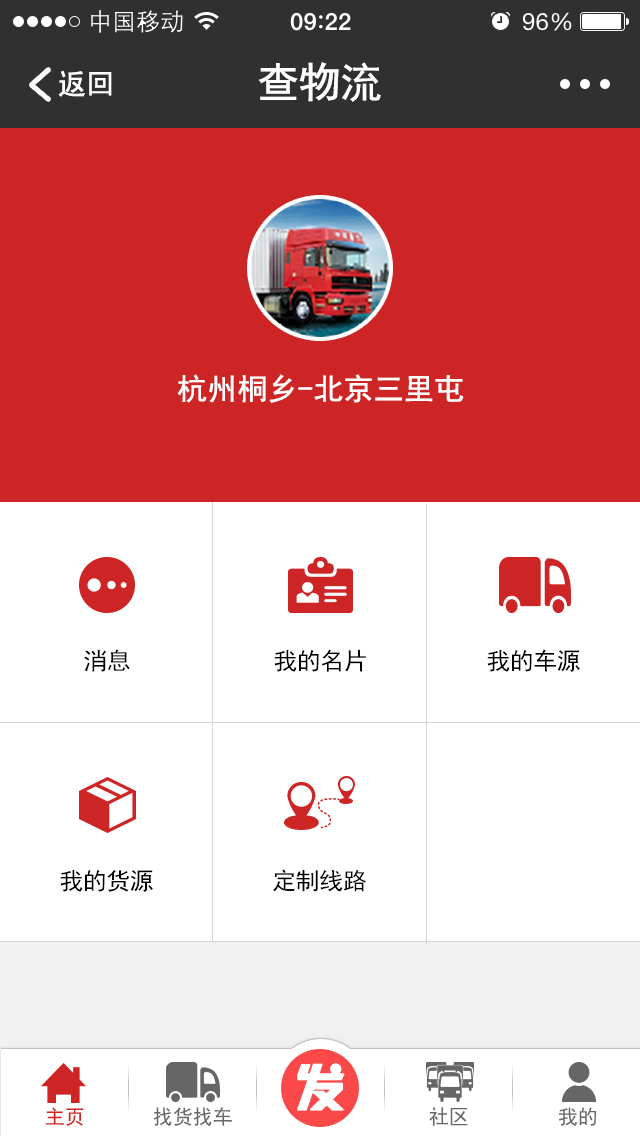 中国移动 09:22 96%
返回 查物流
杭州桐乡-北京三里屯
消息 我的名片 我的车源
我的货源 定制线路
发
主页 找货找车 社区 我的